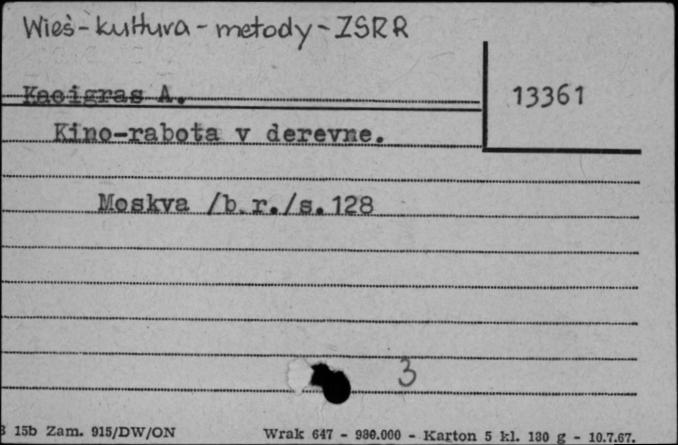 Wieś - kultura - metody - ZSRR
Kacigras A.
13361
Kino-rabota v derevne.
Moskva /b.r./s.128
3
15b Zam. 915/DW/ON
Wrak 647 - 980.000 - Karton 5 kl. 130 g - 10.7.67.